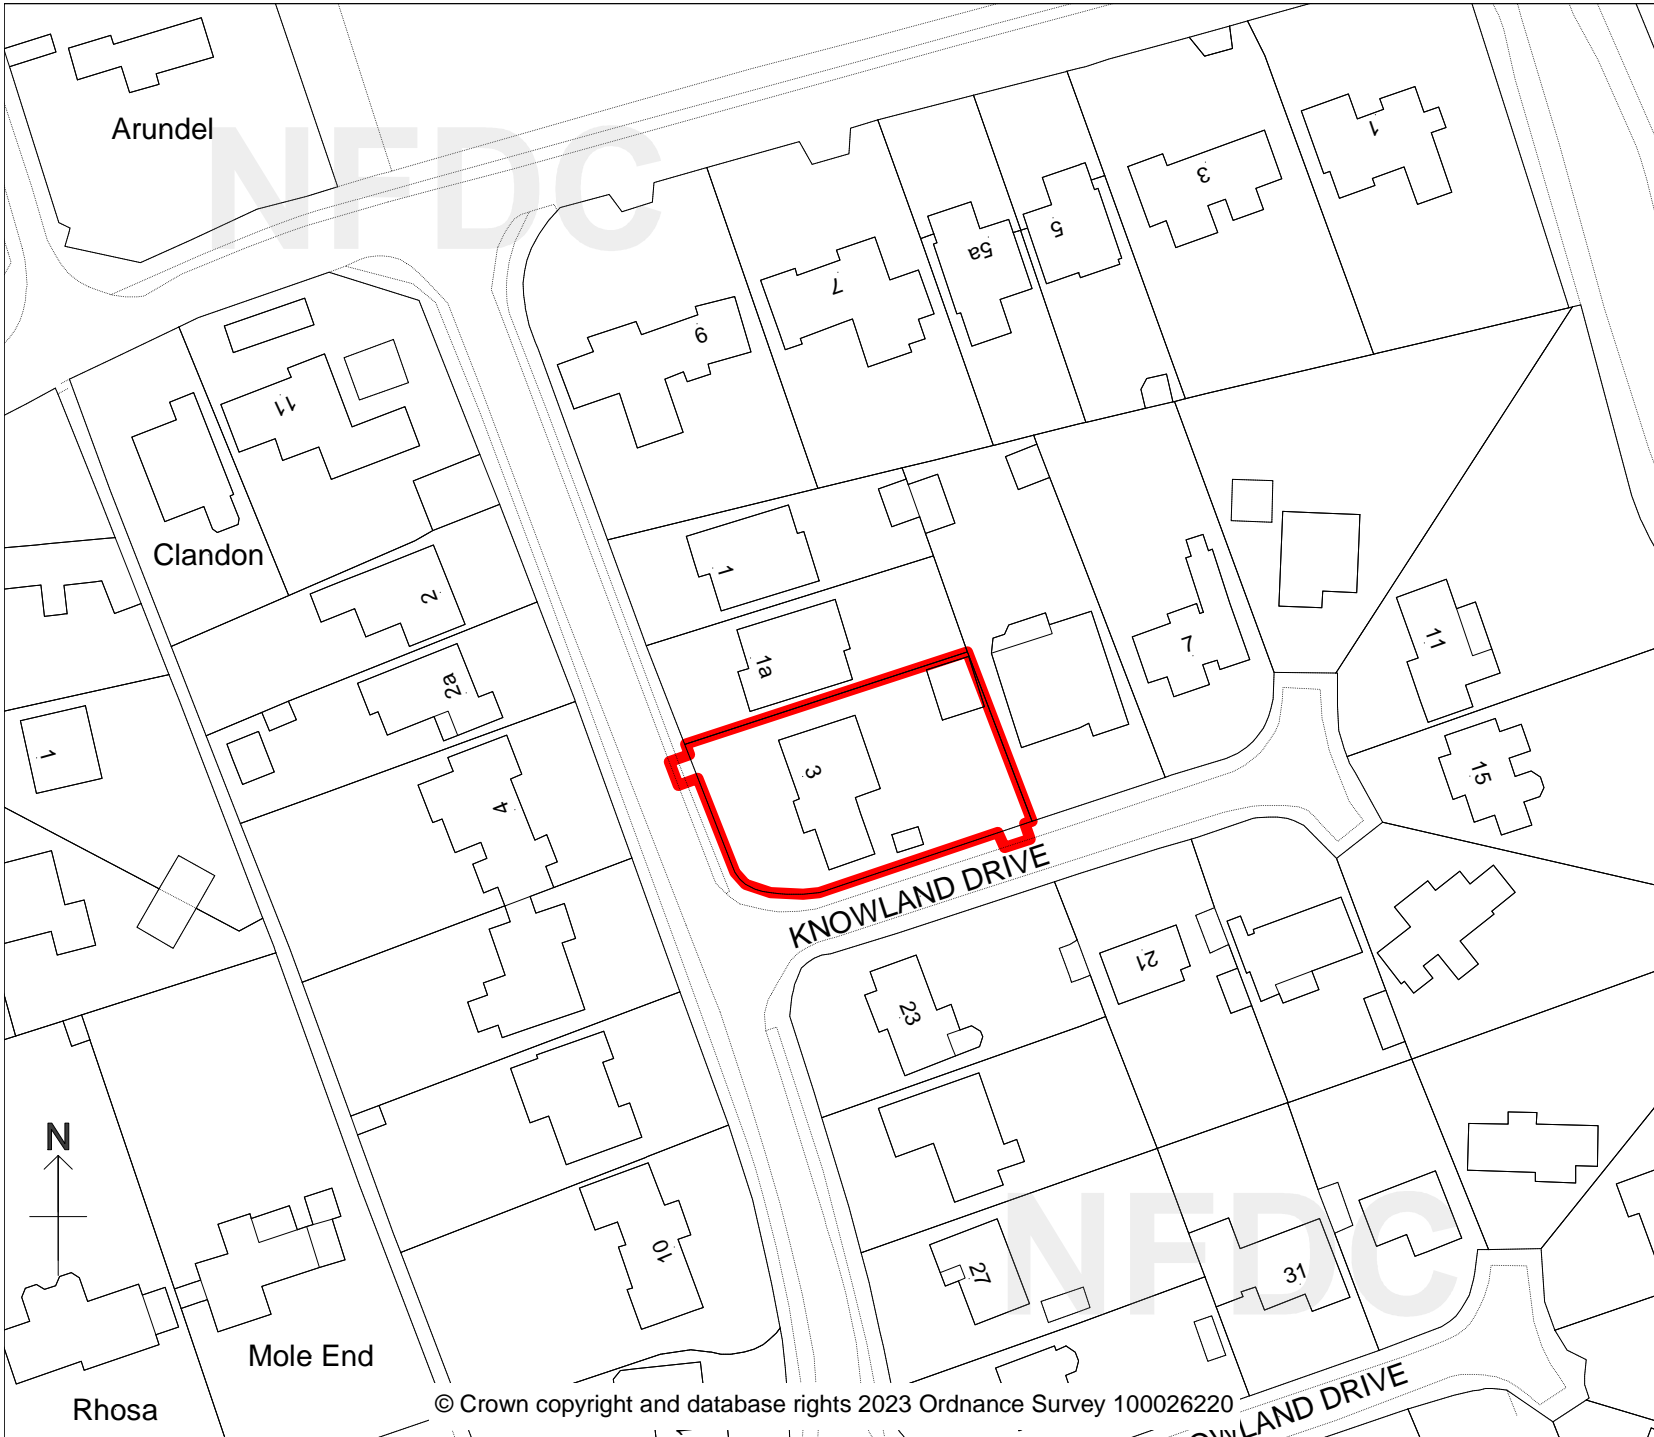 Arundel
NFDC
1
3
5
5a
7
9
11
Clandon
2
1
1a
2a
7
11
1
3
4
15
KNOWLAND DRIVE
21
23
N
NFDC
10
27
31
Mole End
Rhosa
© Crown copyright and database rights 2023 Ordnance Survey 100026220
OWLAND DRIVE